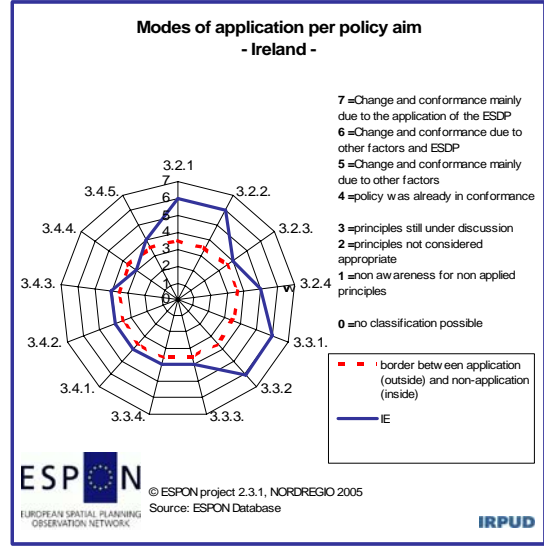 Modes of application per policy aim
- Ireland -
7 =Change and conformance mainly
due to the application of the ESDP
6 =Change and conformance due to
other factors and ESDP
5 =Change and conformance mainly
due to other factors
4 =policy was already in conformance
3 =principles still under discussion
2 =principles not considered
appropriate
1 =non awareness for non applied
principles
0 =no classification possible
3.2.1
3.2.2.
3.2.3.
3.2.4
3.3.1.
3.3.2
3.3.3.
3.3.4.
3.4.1.
3.4.2.
3.4.3.
3.4.4.
3.4.5.
7
6
5
4
3
2
1
0
border between application
(outside) and non-application
(inside)
IE
ESPON
EUROPEAN SPATIAL PLANNING
OBSERVATION NETWORK
© ESPON project 2.3.1, NORDREGIO 2005
Source: ESPON Database
IRPUD